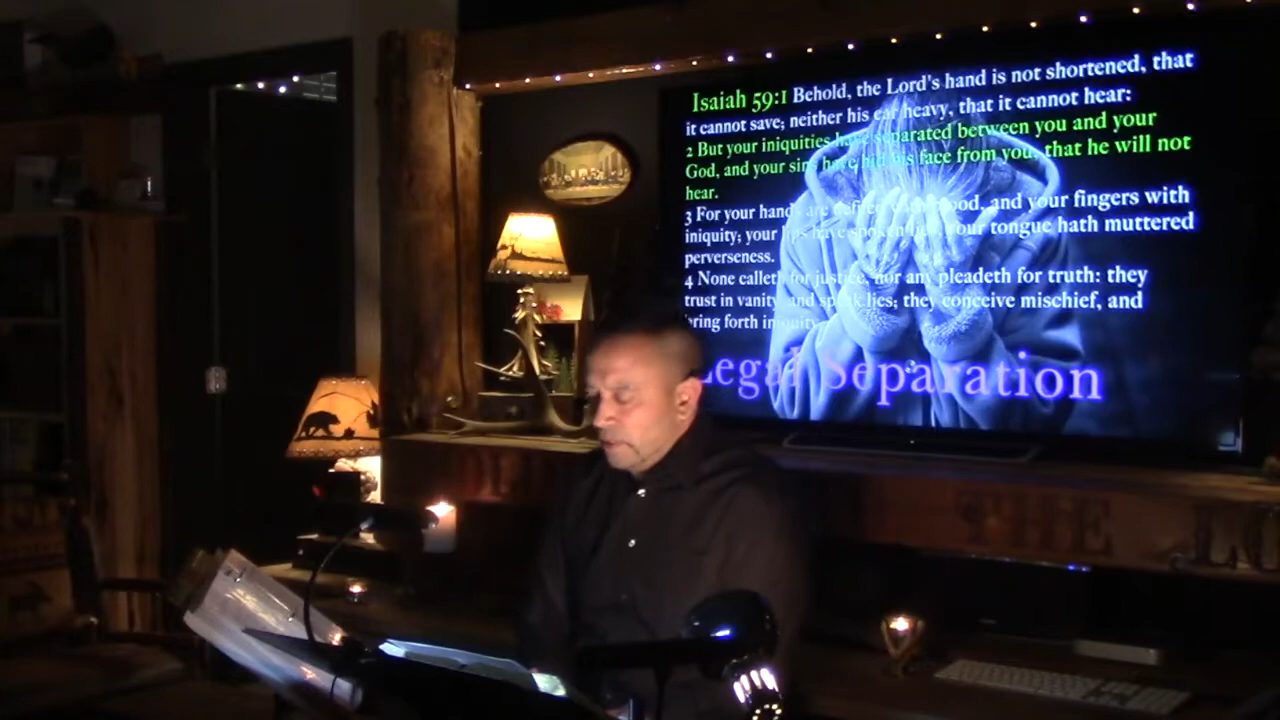 Isaiah 59:1 Behold, the Lord's hand is not shortened, that
it cannot save; neither his ear heavy, that it cannot hear:
2 But your iniquities have separated between you and your
God, and your sins have hid his face from you, that he will not
hear.
3 For your hands are defiled with blood, and your fingers with
iniquity; your lips have spoken lies, your tongue hath muttered
perverseness.
4 None calleth for justice, nor any pleadeth for truth: they
trust in vanity, and speak lies; they conceive mischief, and
bring forth iniquity.
Legal Separation
THE LO